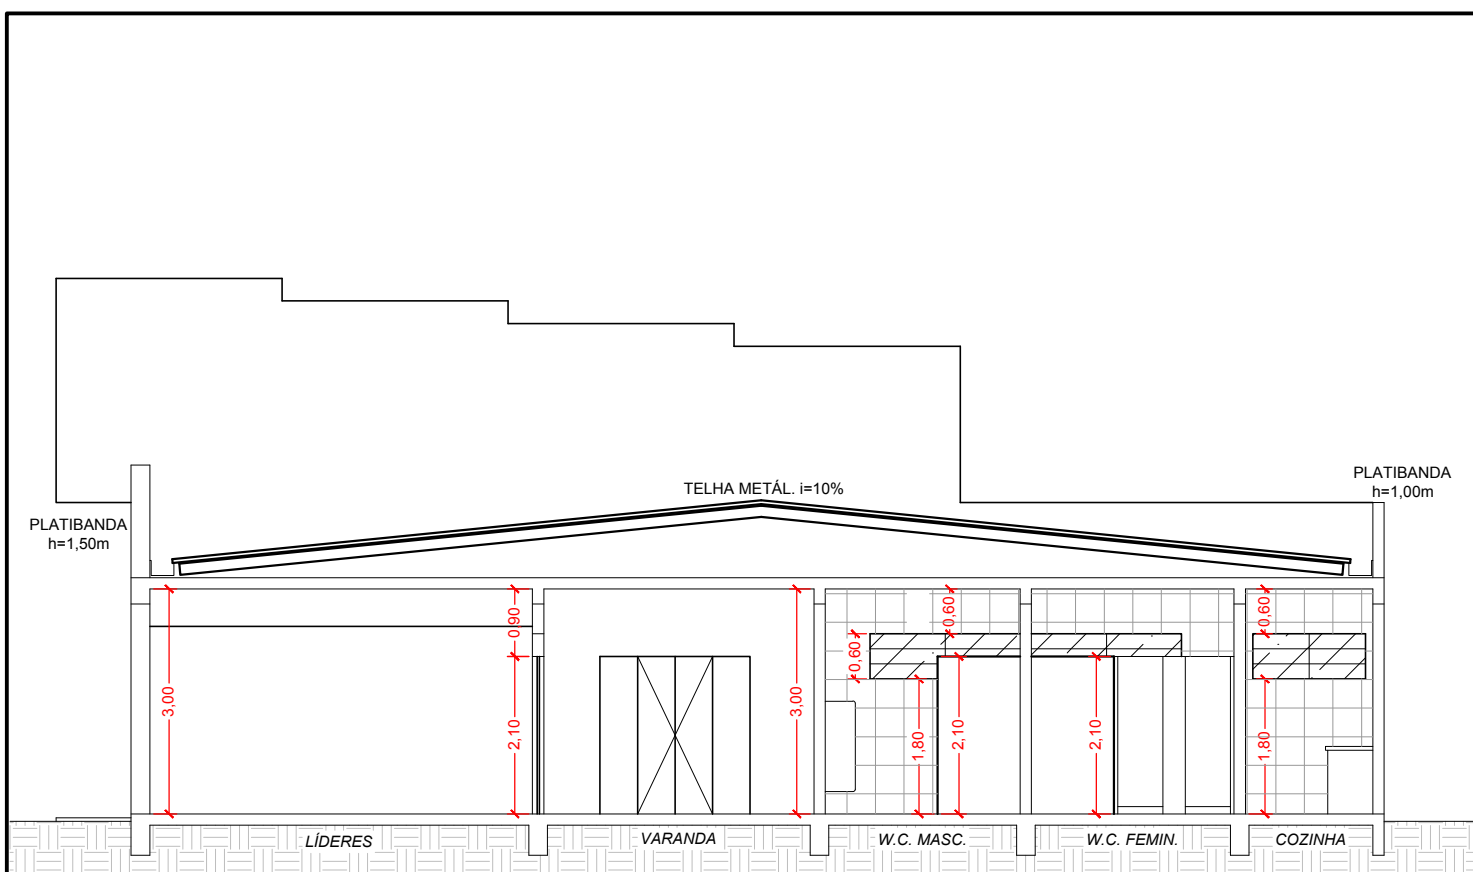 TELHA METÁL. i=10%
PLATIBANDA
h=1,00m
PLATIBANDA
h=1,50m
3,00
0,90
2,10
3,00
0,60
0,60
1,80
2,10
2,10
0,60
1,80
LÍDERES
VARANDA
W.C. MASC.
W.C. FEMIN.
COZINHA